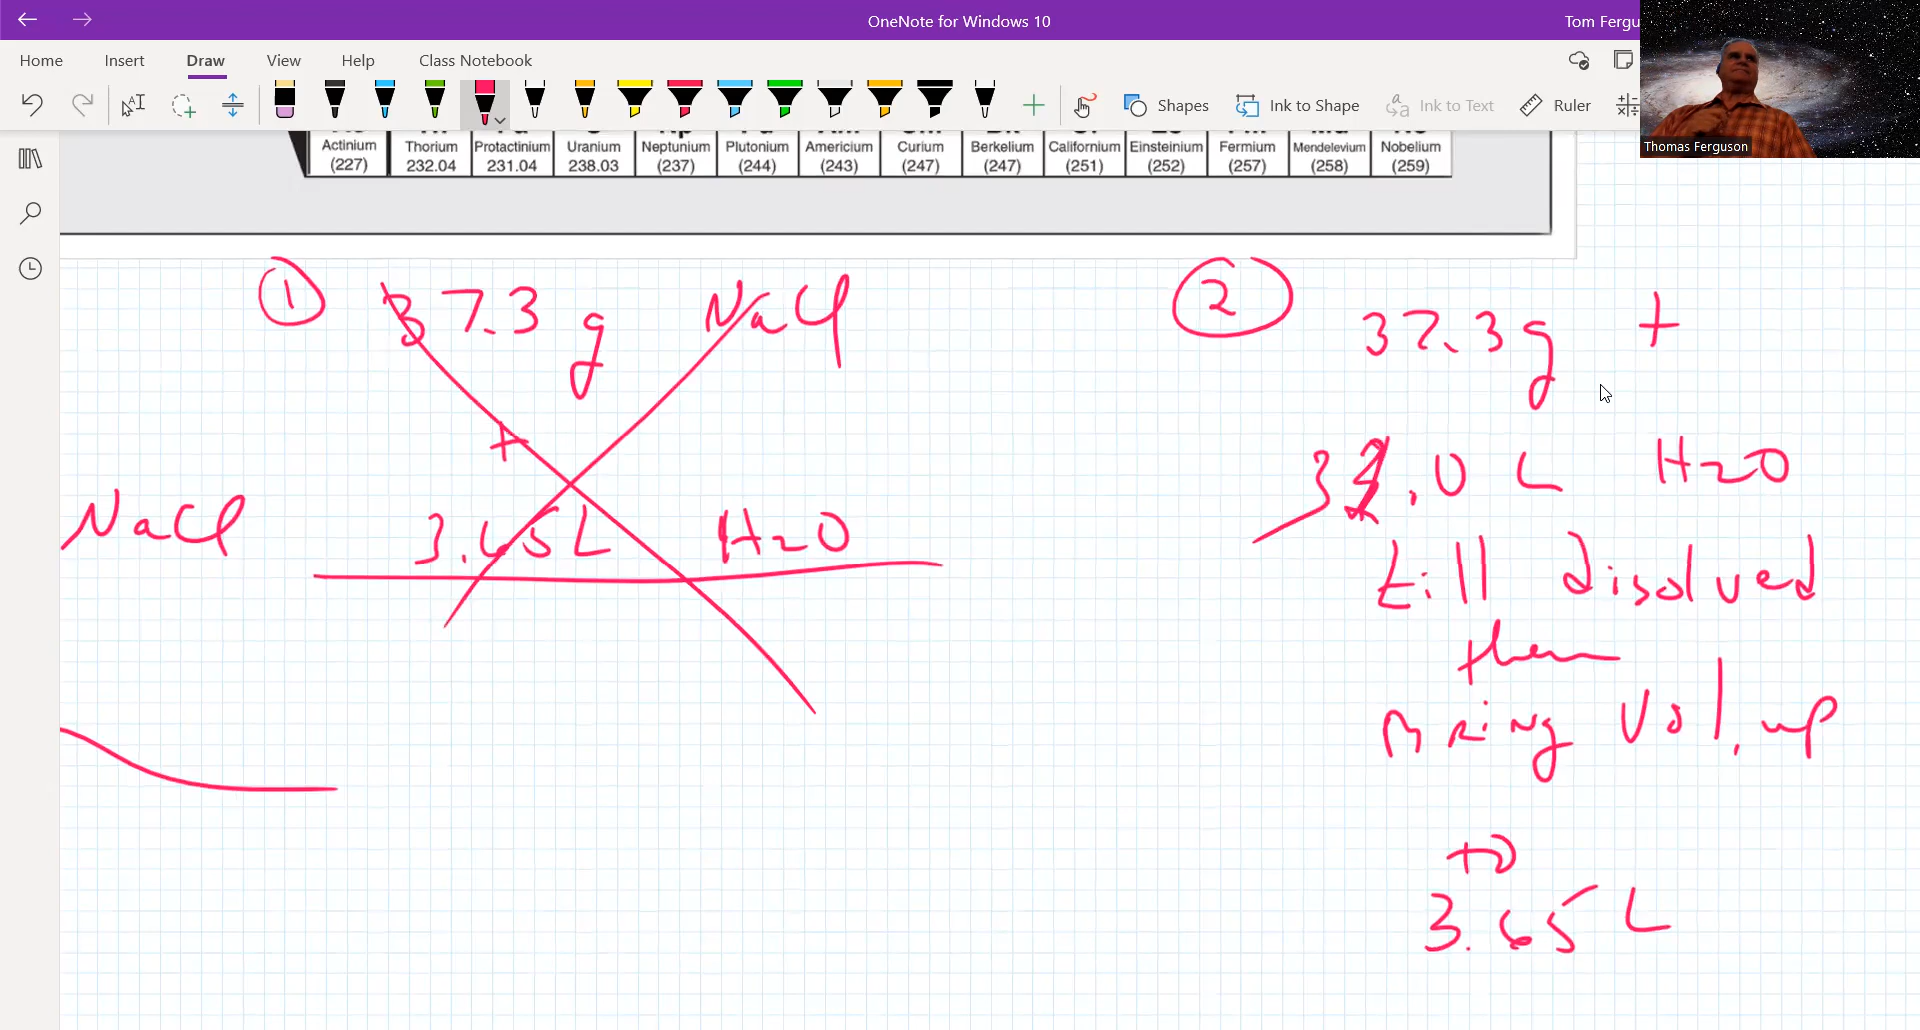 OneNote for Windows 10
Tom Fergu
Home Insert Draw View Help Class Notebook
Shapes Ink to Shape Ink to Text Ruler
Thomas Ferguson
Actinium Thorium Protactinium Uranium Neptunium Plutonium Americium Curium Berkelium Californium Einsteinium Fermium Mendelevium Nobelium
(227) 232.04 231.04 238.03 (237) (244) (243) (247) (247) (251) (252) (257) (258) (259)
1 37.3 g NaCl
+
NaCl
3.65 L H2O
2 37.3 g +
.0 L H2O
till disolved
then
Bring Vol. up
to
3.65 L